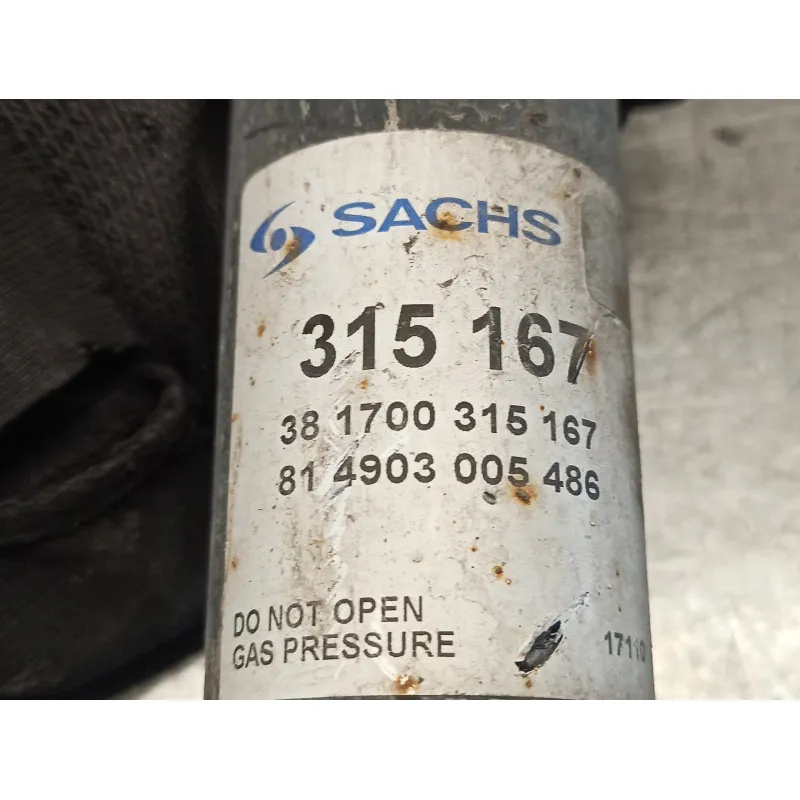 SACHS
315 167
38 1700 315 167
81 4903 005 486
DO NOT OPEN
GAS PRESSURE